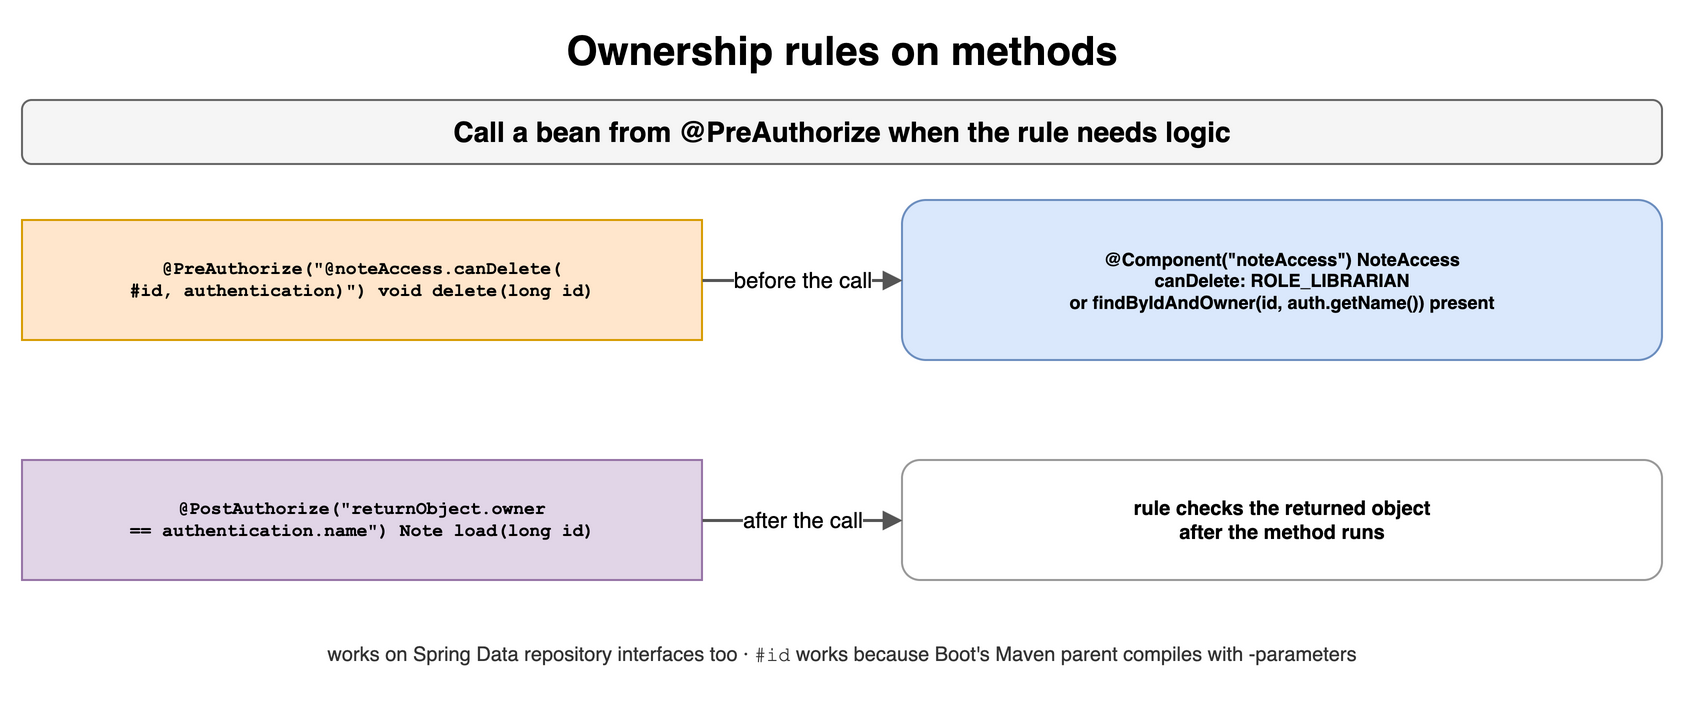 Ownership rules on methods
Call a bean from @PreAuthorize when the rule needs logic
@PreAuthorize("@noteAccess.canDelete(
#id, authentication)") void delete(long id)
before the call
@Component("noteAccess") NoteAccess
canDelete: ROLE_LIBRARIAN
or findByIdAndOwner(id, auth.getName()) present
@PostAuthorize("returnObject.owner
== authentication.name") Note load(long id)
after the call
rule checks the returned object
after the method runs
works on Spring Data repository interfaces too · #id works because Boot's Maven parent compiles with -parameters